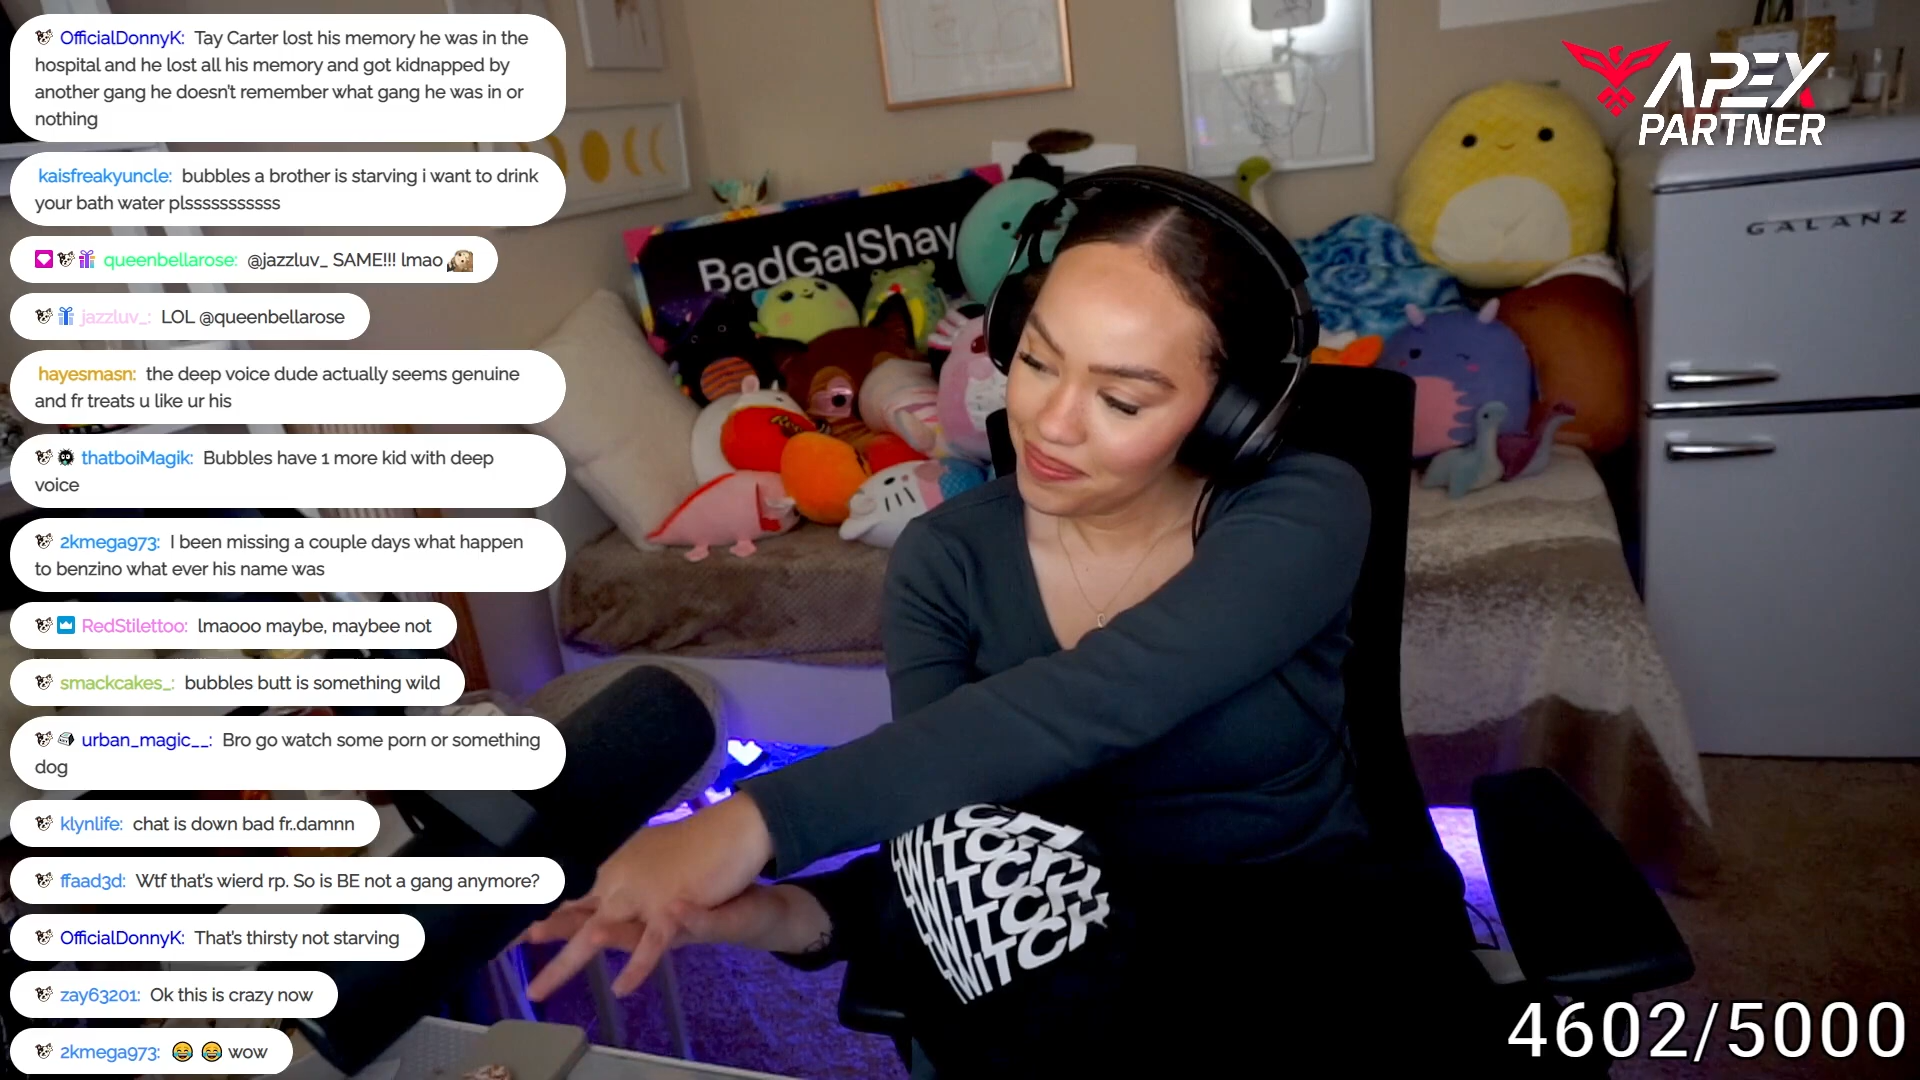 OfficialDonnyK: Tay Carter lost his memory he was in the
hospital and he lost all his memory and got kidnapped by
another gang he doesn't remember what gang he was in or
nothing
kaisfreakyuncle: bubbles a brother is starving i want to drink
your bath water plsssssssssss
queenbellarose: @jazzluv_ SAME!!! lmao
jazzluv_: LOL @queenbellarose
hayesmasn: the deep voice dude actually seems genuine
and fr treats u like ur his
thatboiMagik: Bubbles have 1 more kid with deep
voice
2kmega973: I been missing a couple days what happen
to benzino what ever his name was
RedStilettoo: lmaooo maybe, maybee not
smackcakes_: bubbles butt is something wild
urban_magic__: Bro go watch some porn or something
dog
klynlife: chat is down bad fr..damnn
ffaad3d: Wtf that's wierd rp. So is BE not a gang anymore?
OfficialDonnyK: That's thirsty not starving
zay63201: Ok this is crazy now
2kmega973: 😂 😂 wow
BadGalShay
APEX
PARTNER
GALANZ
TWITCH
TWITCH
TWITCH
TWITCH
TWITCH
TWITCH
4602/5000